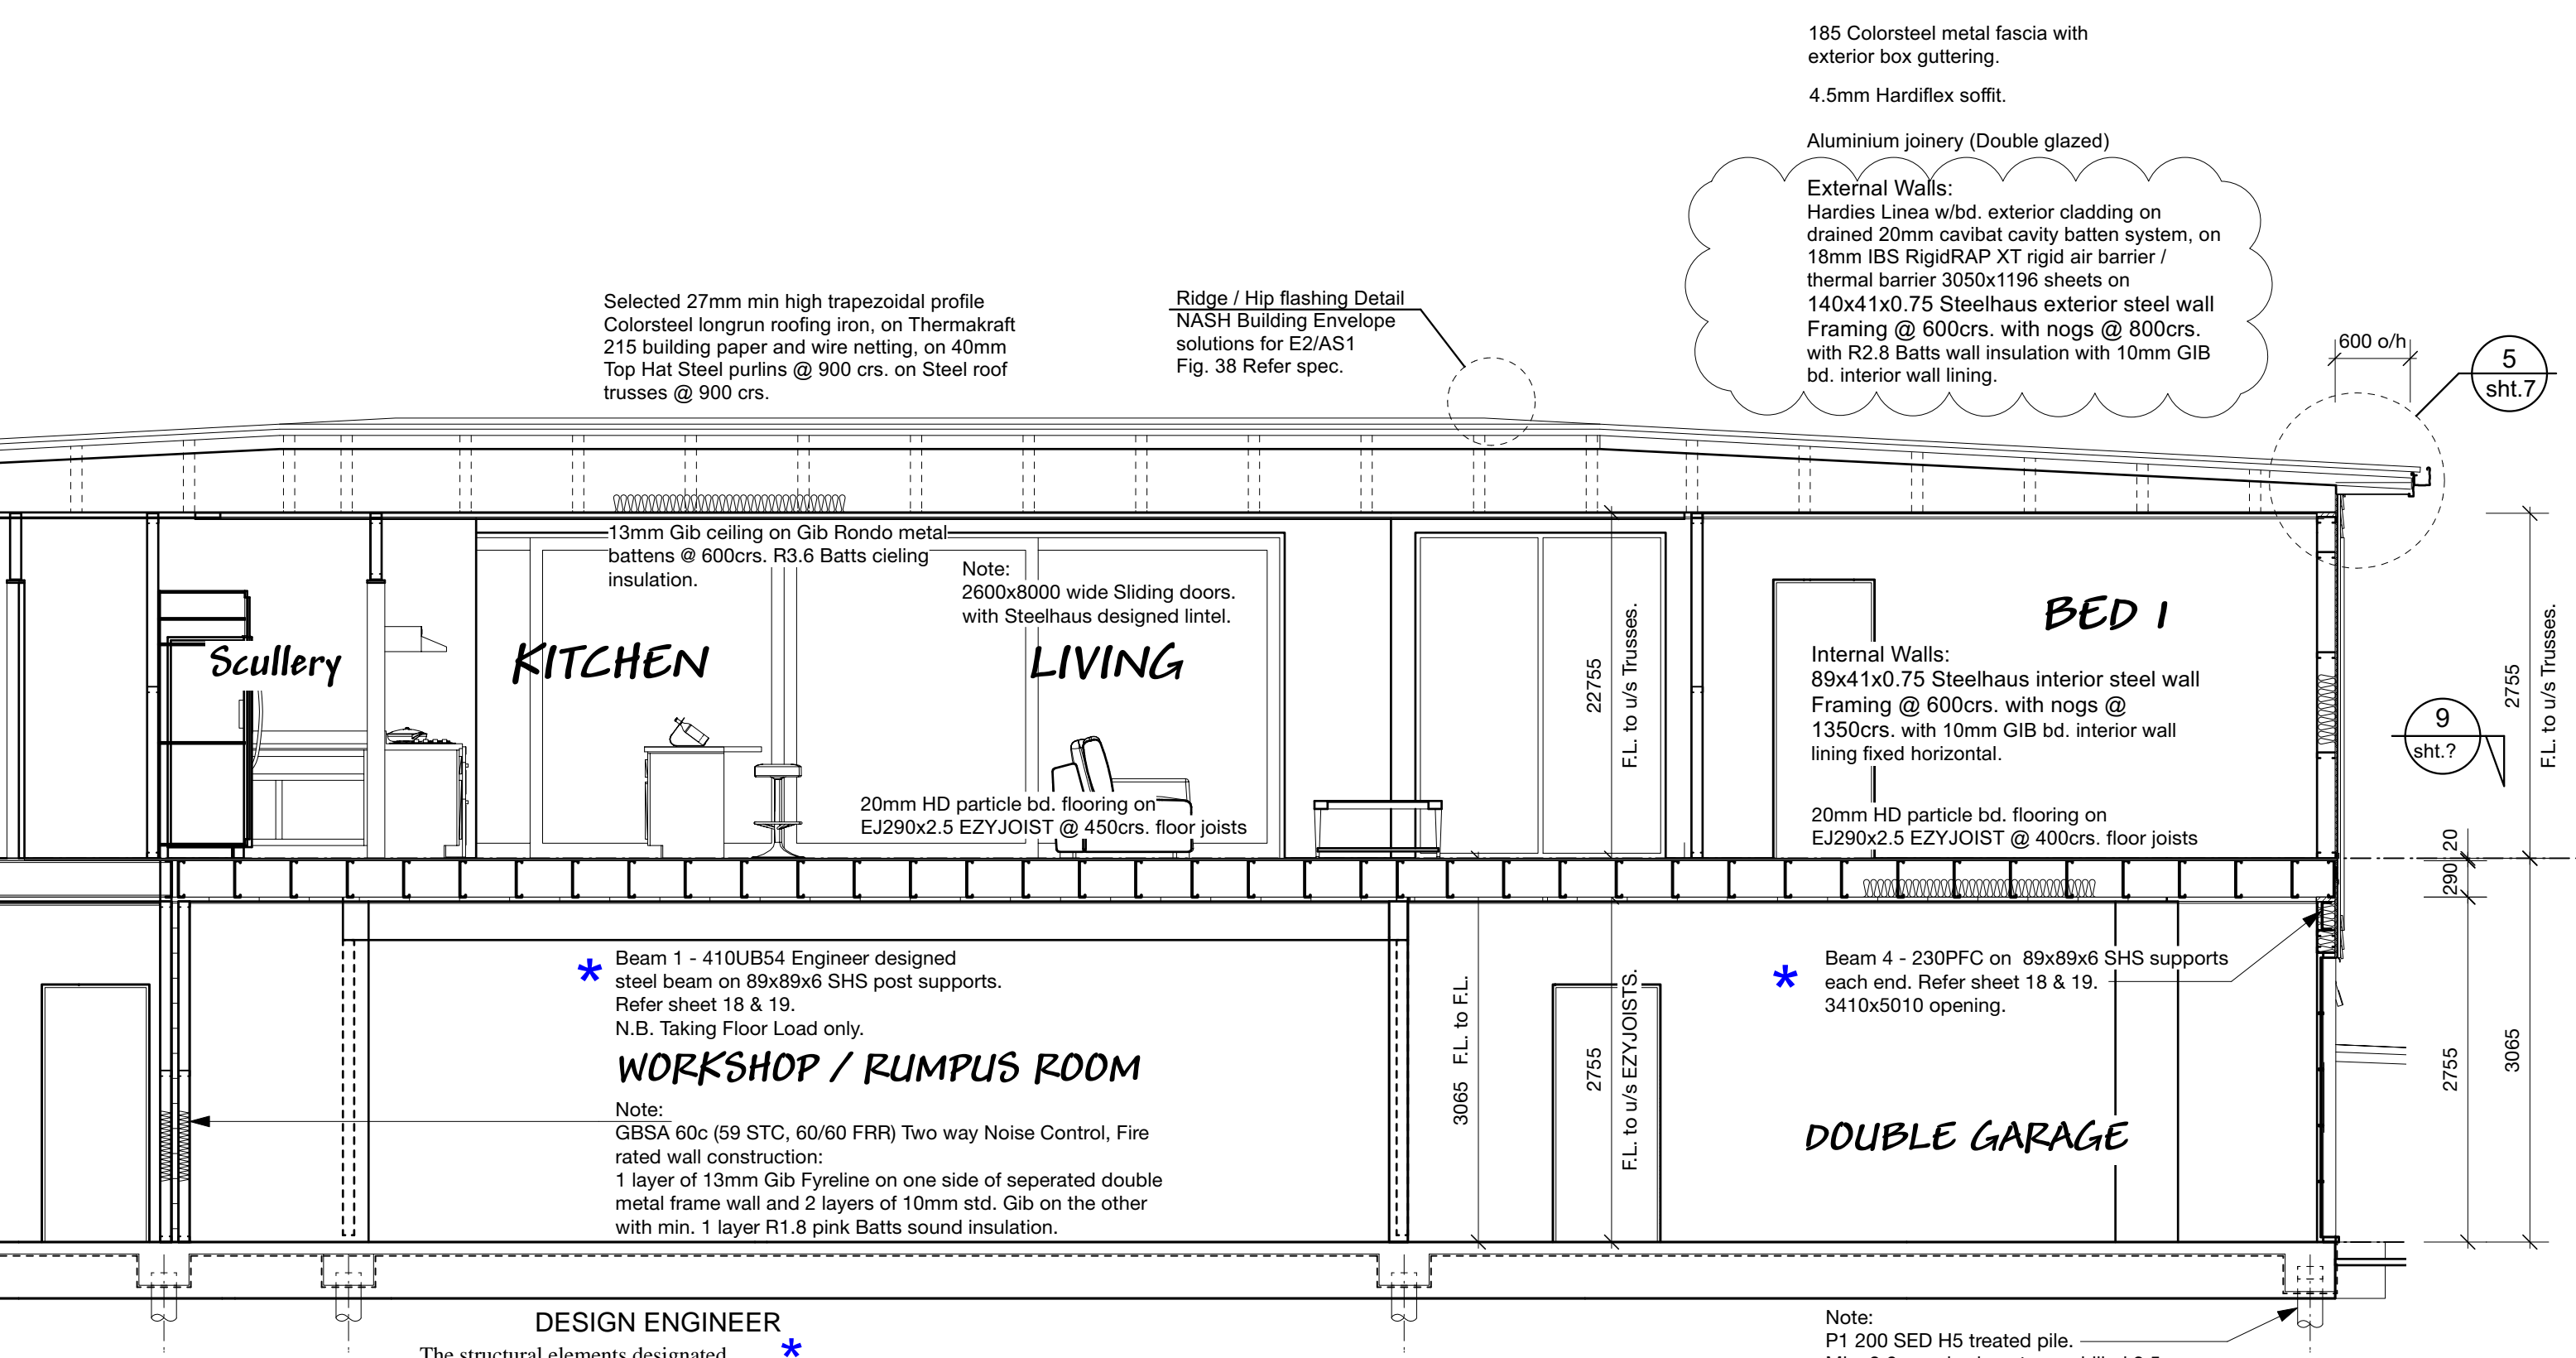 185 Colorsteel metal fascia with
exterior box guttering.
4.5mm Hardiflex soffit.
Aluminium joinery (Double glazed)
External Walls:
Hardies Linea w/bd. exterior cladding on
drained 20mm cavibat cavity batten system, on
18mm IBS RigidRAP XT rigid air barrier /
thermal barrier 3050x1196 sheets on
140x41x0.75 Steelhaus exterior steel wall
Framing @ 600crs. with nogs @ 800crs.
with R2.8 Batts wall insulation with 10mm GIB
bd. interior wall lining.
Selected 27mm min high trapezoidal profile
Colorsteel longrun roofing iron, on Thermakraft
215 building paper and wire netting, on 40mm
Top Hat Steel purlins @ 900 crs. on Steel roof
trusses @ 900 crs.
Ridge / Hip flashing Detail
NASH Building Envelope
solutions for E2/AS1
Fig. 38 Refer spec.
600 o/h
5
sht.7
13mm Gib ceiling on Gib Rondo metal
battens @ 600crs. R3.6 Batts cieling
insulation.
Note:
2600x8000 wide Sliding doors.
with Steelhaus designed lintel.
Scullery
KITCHEN
LIVING
22755
F.L. to u/s Trusses.
BED 1
Internal Walls:
89x41x0.75 Steelhaus interior steel wall
Framing @ 600crs. with nogs @
1350crs. with 10mm GIB bd. interior wall
lining fixed horizontal.
2755
F.L. to u/s Trusses.
9
sht.?
20mm HD particle bd. flooring on
EJ290x2.5 EZYJOIST @ 450crs. floor joists
20mm HD particle bd. flooring on
EJ290x2.5 EZYJOIST @ 400crs. floor joists
20
290
* Beam 1 - 410UB54 Engineer designed
steel beam on 89x89x6 SHS post supports.
Refer sheet 18 & 19.
N.B. Taking Floor Load only.
WORKSHOP / RUMPUS ROOM
Note:
GBSA 60c (59 STC, 60/60 FRR) Two way Noise Control, Fire
rated wall construction:
1 layer of 13mm Gib Fyreline on one side of seperated double
metal frame wall and 2 layers of 10mm std. Gib on the other
with min. 1 layer R1.8 pink Batts sound insulation.
3065 F.L. to F.L.
2755
F.L. to u/s EZYJOISTS.
* Beam 4 - 230PFC on 89x89x6 SHS supports
each end. Refer sheet 18 & 19.
3410x5010 opening.
DOUBLE GARAGE
2755
3065
DESIGN ENGINEER
The structural elements designated *
Note:
P1 200 SED H5 treated pile.